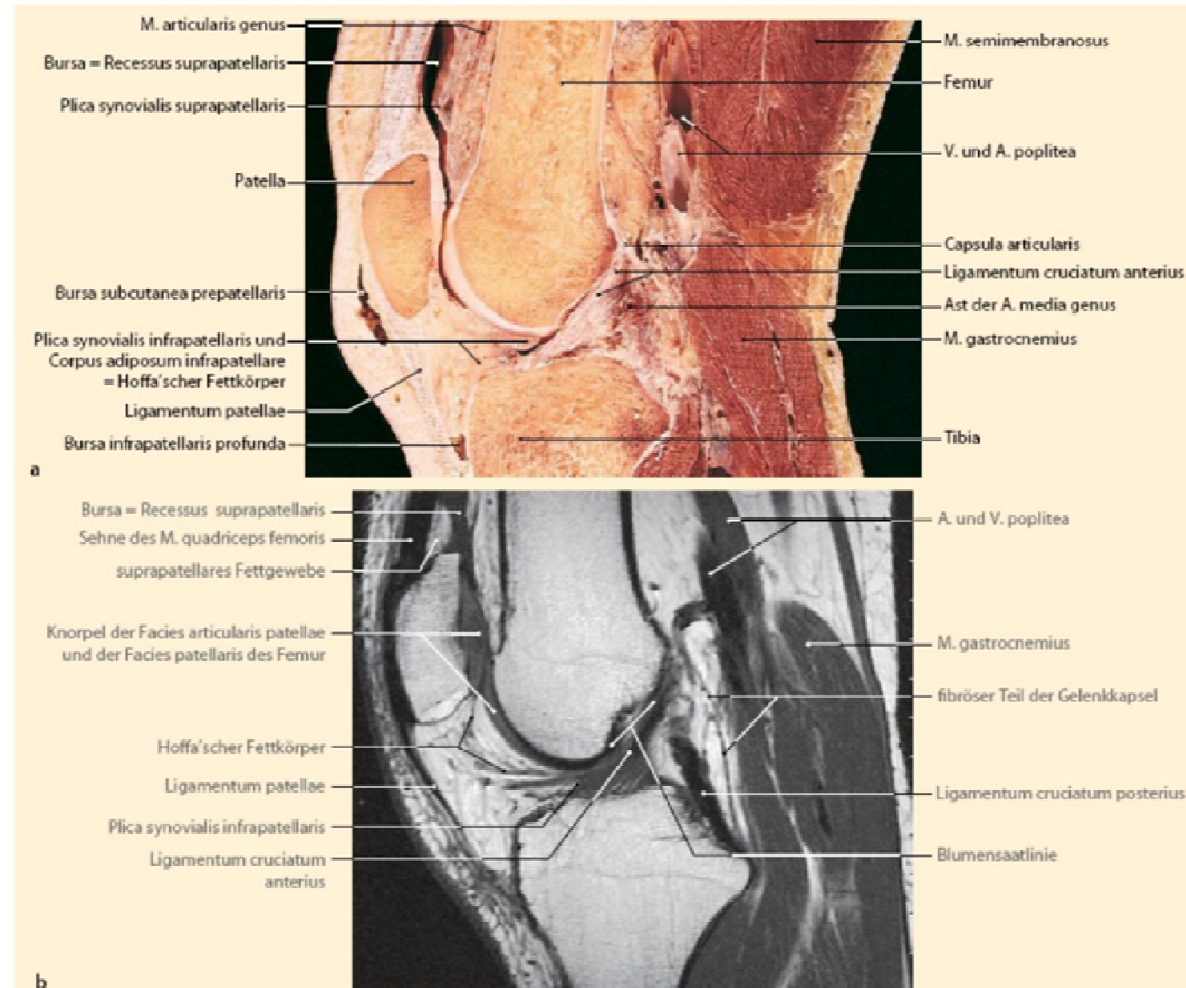 M. articularis genus
Bursa = Recessus suprapatellaris
Plica synovialis suprapatellaris
Patella
Bursa subcutanea prepatellaris
Plica synovialis infrapatellaris und
Corpus adiposum infrapatellare
= Hoffa'scher Fettkörper
Ligamentum patellae
Bursa infrapatellaris profunda
a
M. semimembranosus
Femur
V. und A. poplitea
Capsula articularis
Ligamentum cruciatum anterius
Ast der A. media genus
M. gastrocnemius
Tibia
Bursa = Recessus suprapatellaris
Sehne des M. quadriceps femoris
suprapatellares Fettgewebe
Knorpel der Facies articularis patellae
und der Facies patellaris des Femur
Hoffa'scher Fettkörper
Ligamentum patellae
Plica synovialis infrapatellaris
Ligamentum cruciatum
anterius
b
A. und V. poplitea
M. gastrocnemius
fibröser Teil der Gelenkkapsel
Ligamentum cruciatum posterius
Blumensaatlinie